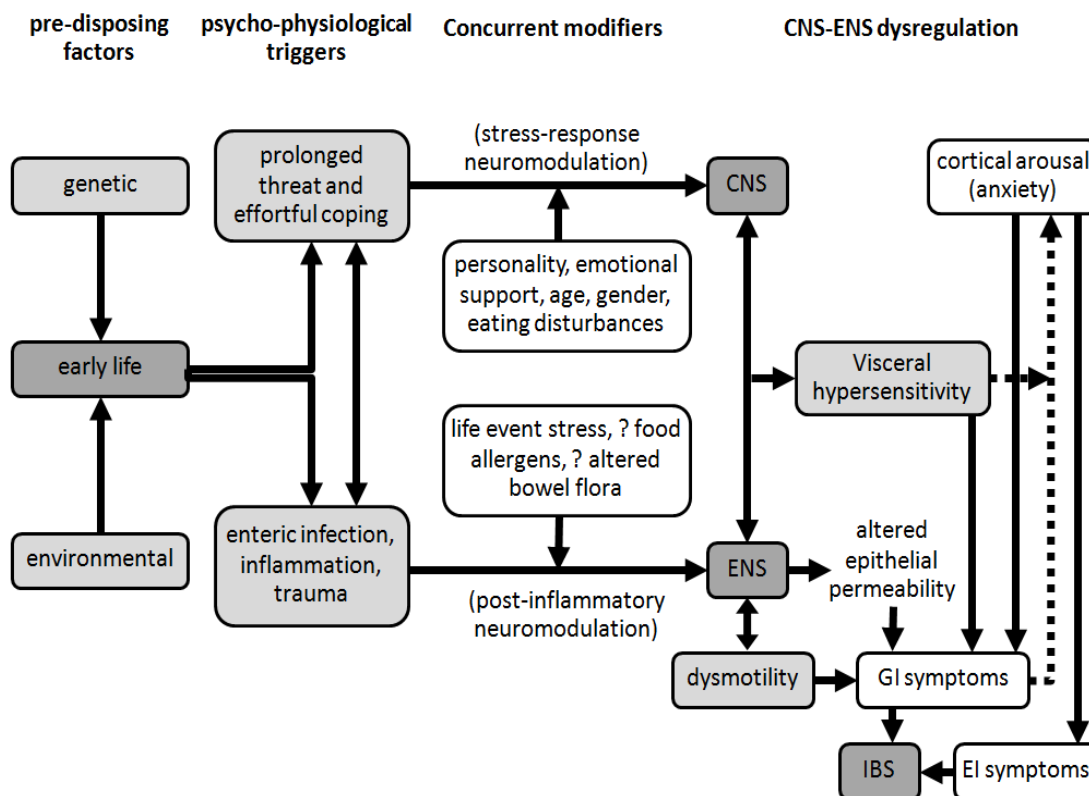 pre-disposing
factors
psycho-physiological
triggers
Concurrent modifiers
CNS-ENS dysregulation
genetic
early life
environmental
prolonged
threat and
effortful coping
enteric infection,
inflammation,
trauma
(stress-response
neuromodulation)
personality, emotional
support, age, gender,
eating disturbances
life event stress, ? food
allergens, ? altered
bowel flora
(post-inflammatory
neuromodulation)
CNS
ENS
dysmotility
cortical arousal
(anxiety)
Visceral
hypersensitivity
altered
epithelial
permeability
GI symptoms
IBS
EI symptoms